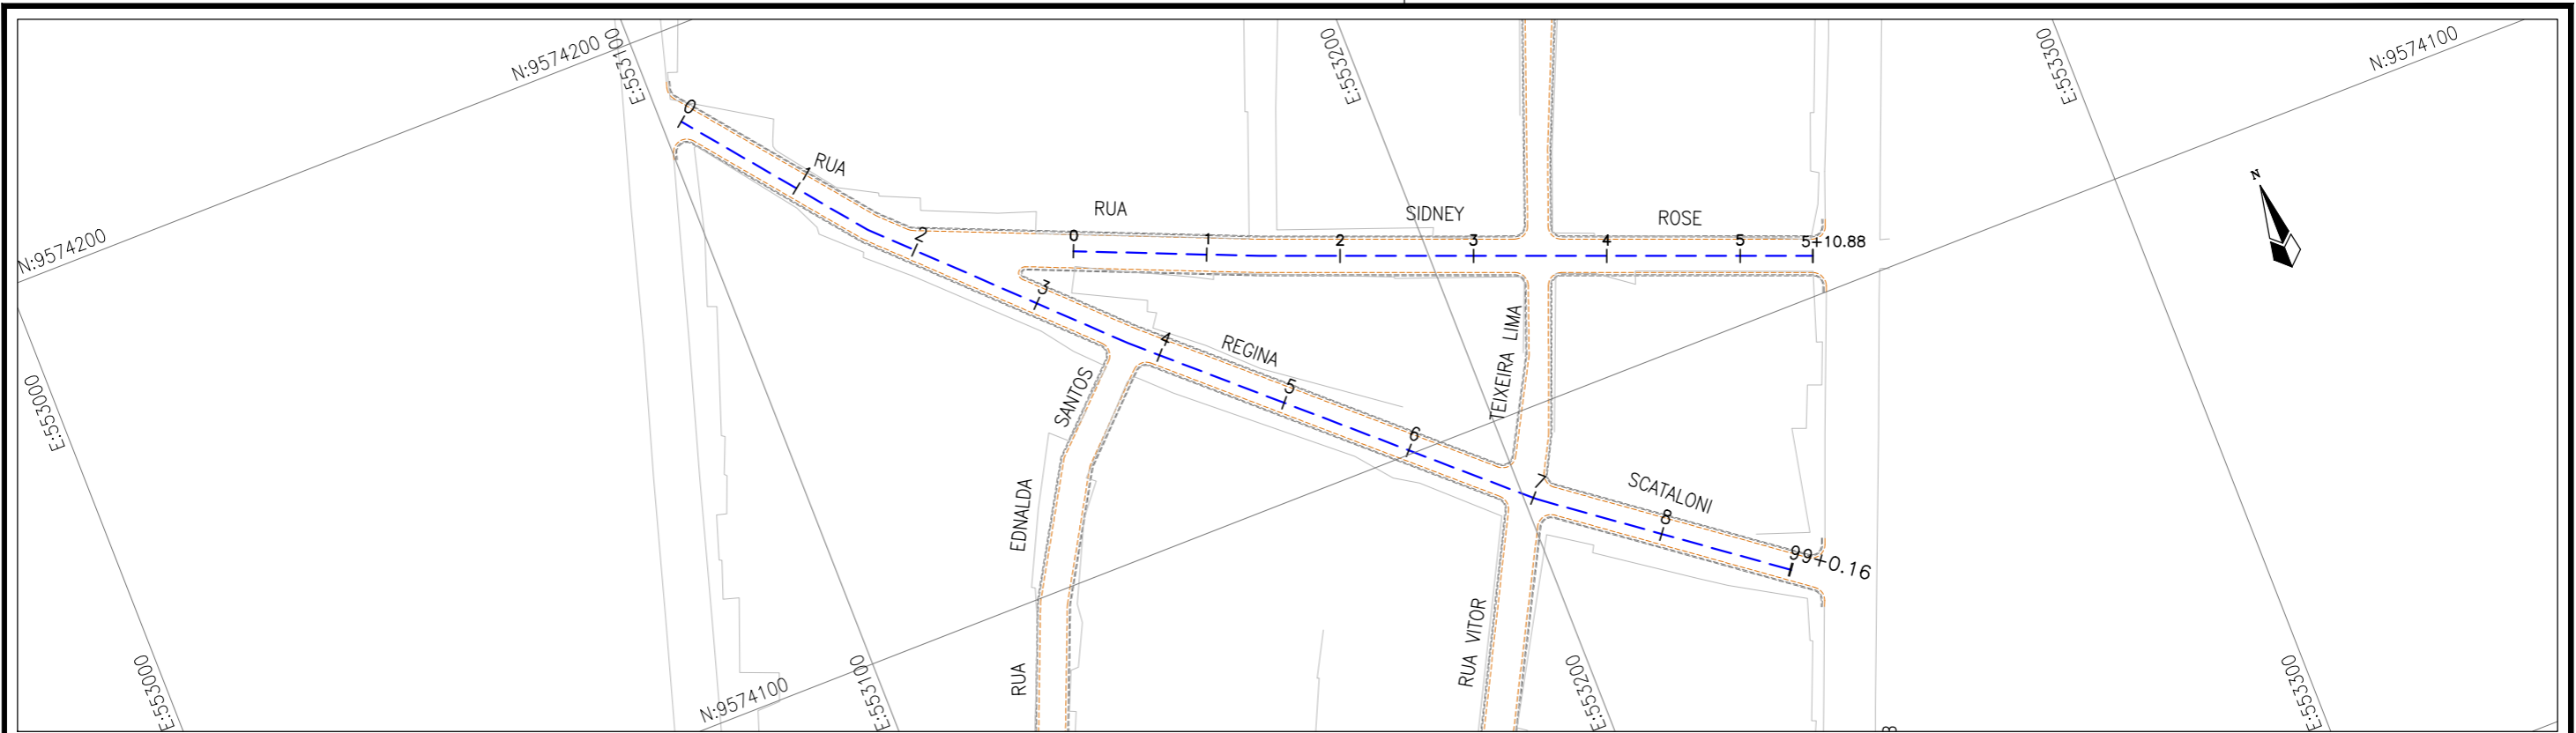 N:9574200
E:553100
E:553200
E:553300
N:9574100
0
1
RUA
2
3
4
REGINA
5
6
7
SCATALONI
8
99+0.16
RUA
SIDNEY
ROSE
0
1
2
3
4
5
5+10.88
N
N:9574200
E:553000
SANTOS
EDNALDA
RUA
TEIXEIRA LIMA
RUA VITOR
E:553000
N:9574100
E:553100
E:553200
E:553300